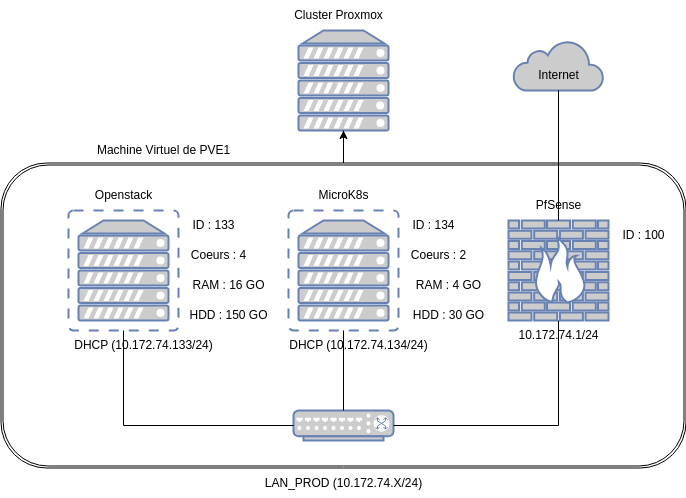 Cluster Proxmox
Internet
Machine Virtuel de PVE1
Openstack
ID : 133
Coeurs : 4
RAM : 16 GO
HDD : 150 GO
DHCP (10.172.74.133/24)
MicroK8s
ID : 134
Coeurs : 2
RAM : 4 GO
HDD : 30 GO
DHCP (10.172.74.134/24)
PfSense
ID : 100
10.172.74.1/24
LAN_PROD (10.172.74.X/24)